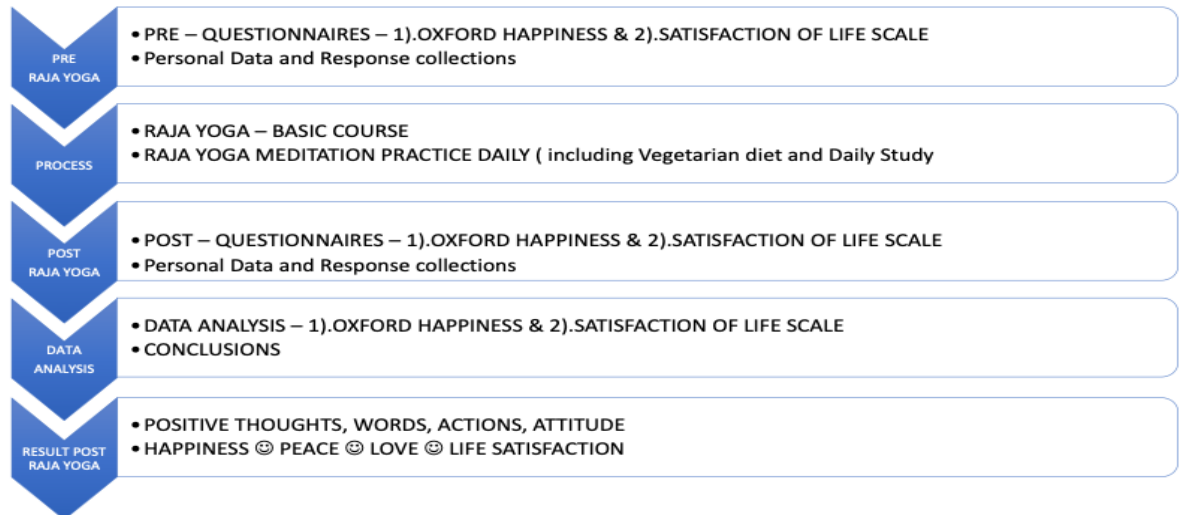 PRE
RAJA YOGA
• PRE – QUESTIONNAIRES – 1).OXFORD HAPPINESS & 2).SATISFACTION OF LIFE SCALE
• Personal Data and Response collections
PROCESS
• RAJA YOGA – BASIC COURSE
• RAJA YOGA MEDITATION PRACTICE DAILY ( including Vegetarian diet and Daily Study
POST
RAJA YOGA
• POST – QUESTIONNAIRES – 1).OXFORD HAPPINESS & 2).SATISFACTION OF LIFE SCALE
• Personal Data and Response collections
DATA
ANALYSIS
• DATA ANALYSIS – 1).OXFORD HAPPINESS & 2).SATISFACTION OF LIFE SCALE
• CONCLUSIONS
RESULT POST
RAJA YOGA
• POSITIVE THOUGHTS, WORDS, ACTIONS, ATTITUDE
• HAPPINESS ☺ PEACE ☺ LOVE ☺ LIFE SATISFACTION